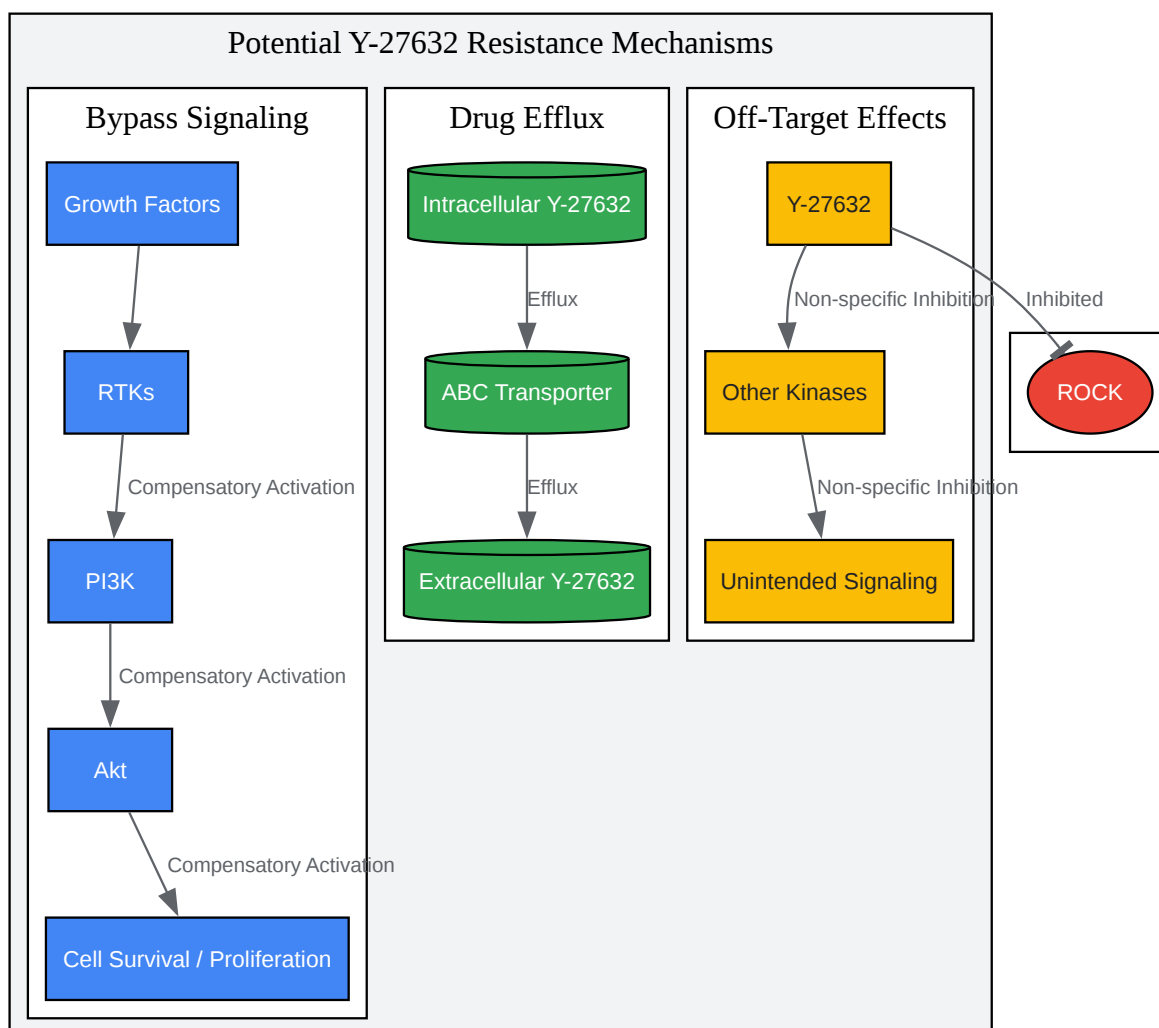 Potential Y-27632 Resistance Mechanisms
Bypass Signaling
Growth Factors
RTKs
Compensatory Activation
PI3K
Compensatory Activation
Akt
Compensatory Activation
Cell Survival / Proliferation
Drug Efflux
Intracellular Y-27632
Efflux
ABC Transporter
Efflux
Extracellular Y-27632
Off-Target Effects
Y-27632
Non-specific Inhibition
Other Kinases
Non-specific Inhibition
Unintended Signaling
Inhibited
ROCK